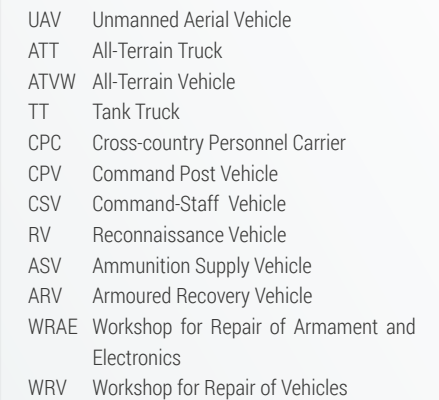 UAV Unmanned Aerial Vehicle
ATT All-Terrain Truck
ATVW All-Terrain Vehicle
TT Tank Truck
CPC Cross-country Personnel Carrier
CPV Command Post Vehicle
CSV Command-Staff Vehicle
RV Reconnaissance Vehicle
ASV Ammunition Supply Vehicle
ARV Armoured Recovery Vehicle
WRAE Workshop for Repair of Armament and
Electronics
WRV Workshop for Repair of Vehicles